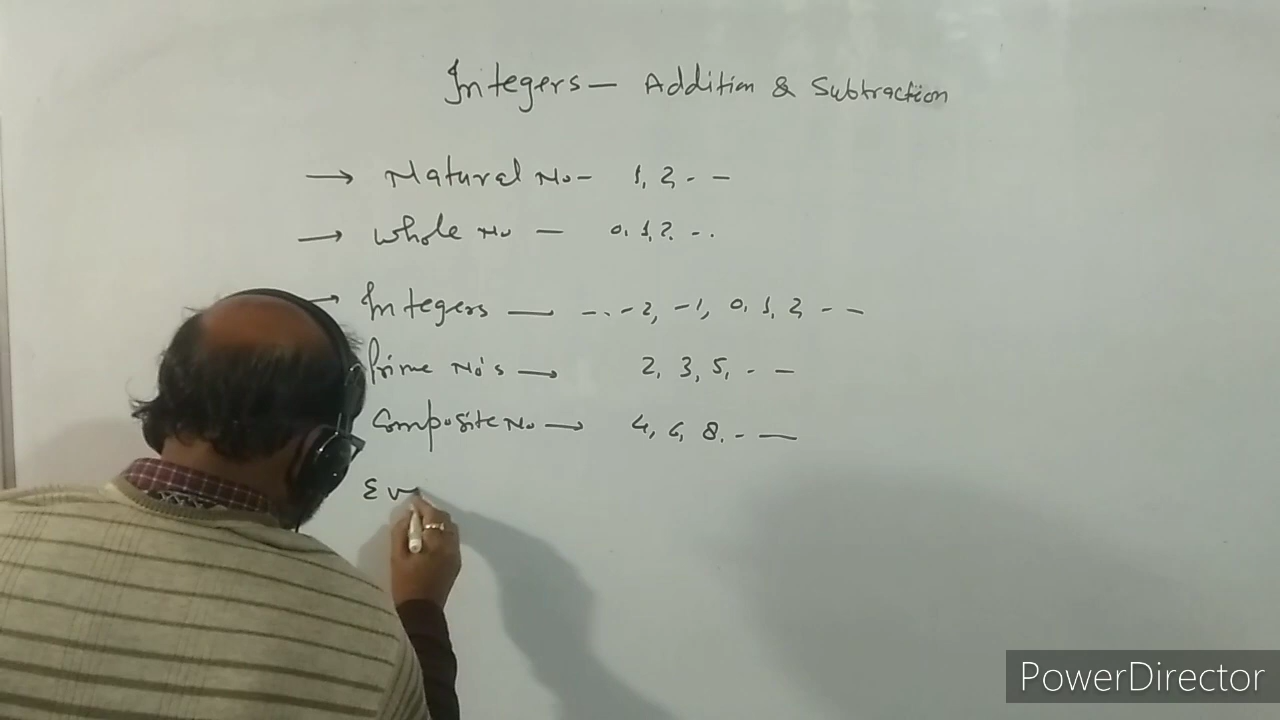 Integers — Addition & Subtraction
→ Natural No - 1, 2, - -
→ Whole No — 0, 1, 2, - -
→ Integers — - - - 2, -1, 0, 1, 2 - -
Prime No's → 2, 3, 5, - -
Composite No → 4, 6, 8, - —
Ev
PowerDirector